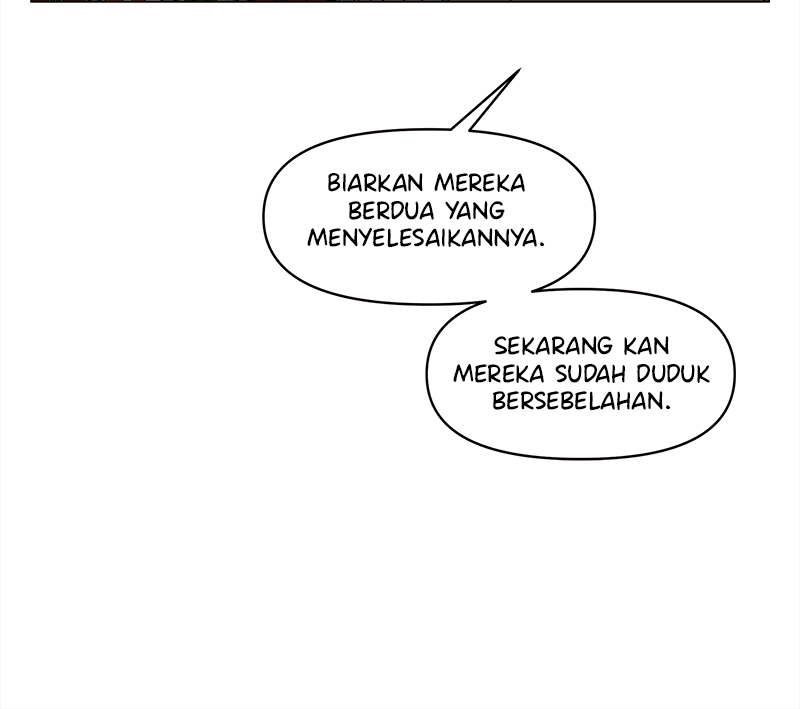 BIARKAN MEREKA
BERDUA YANG
MENYELESAIKANNYA.
SEKARANG KAN
MEREKA SUDAH DUDUK
BERSEBELAHAN.